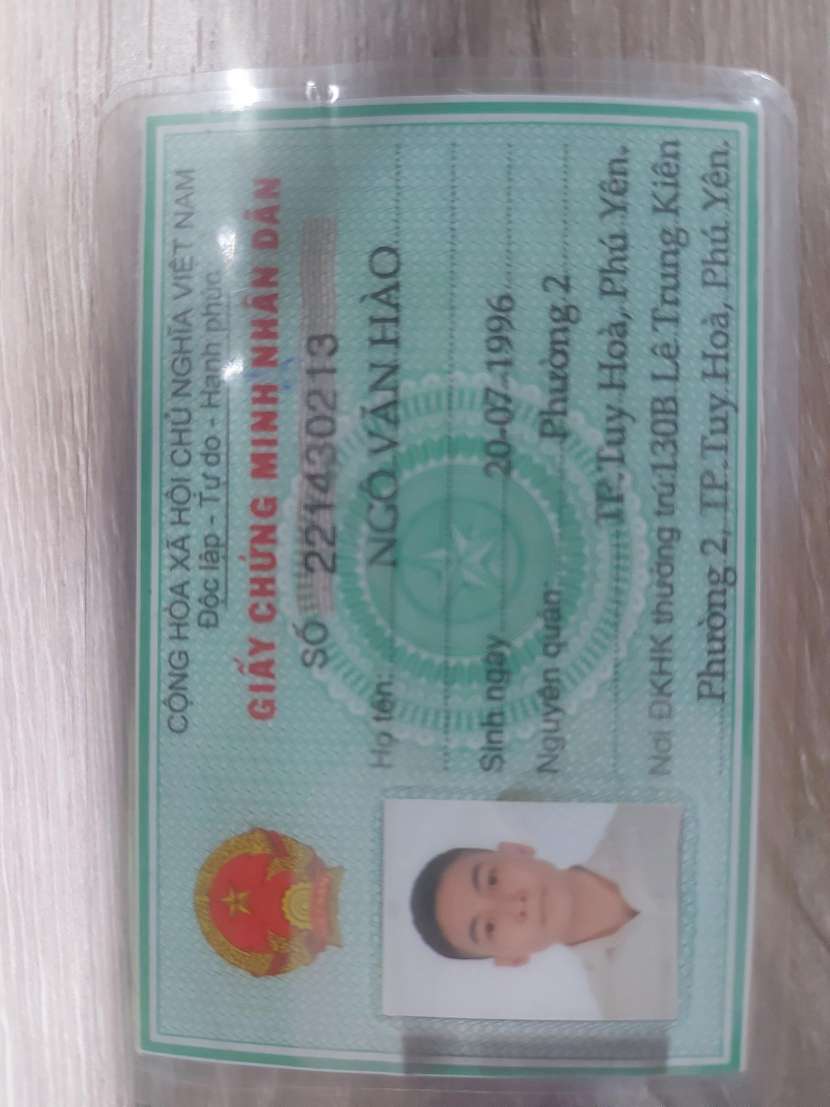 CỘNG HÒA XÃ HỘI CHỦ NGHĨA VIỆT NAM
Độc lập - Tự do - Hạnh phúc
GIẤY CHỨNG MINH NHÂN DÂN
SỐ 221430213
Họ tên: NGÔ VĂN HÀO
Sinh ngày 20-07-1996
Nguyên quán: Phường 2
TP.Tuy Hoà, Phú Yên.
Nơi ĐKHK thường trú:130B Lê Trung Kiên
Phường 2, TP.Tuy Hoà, Phú Yên.